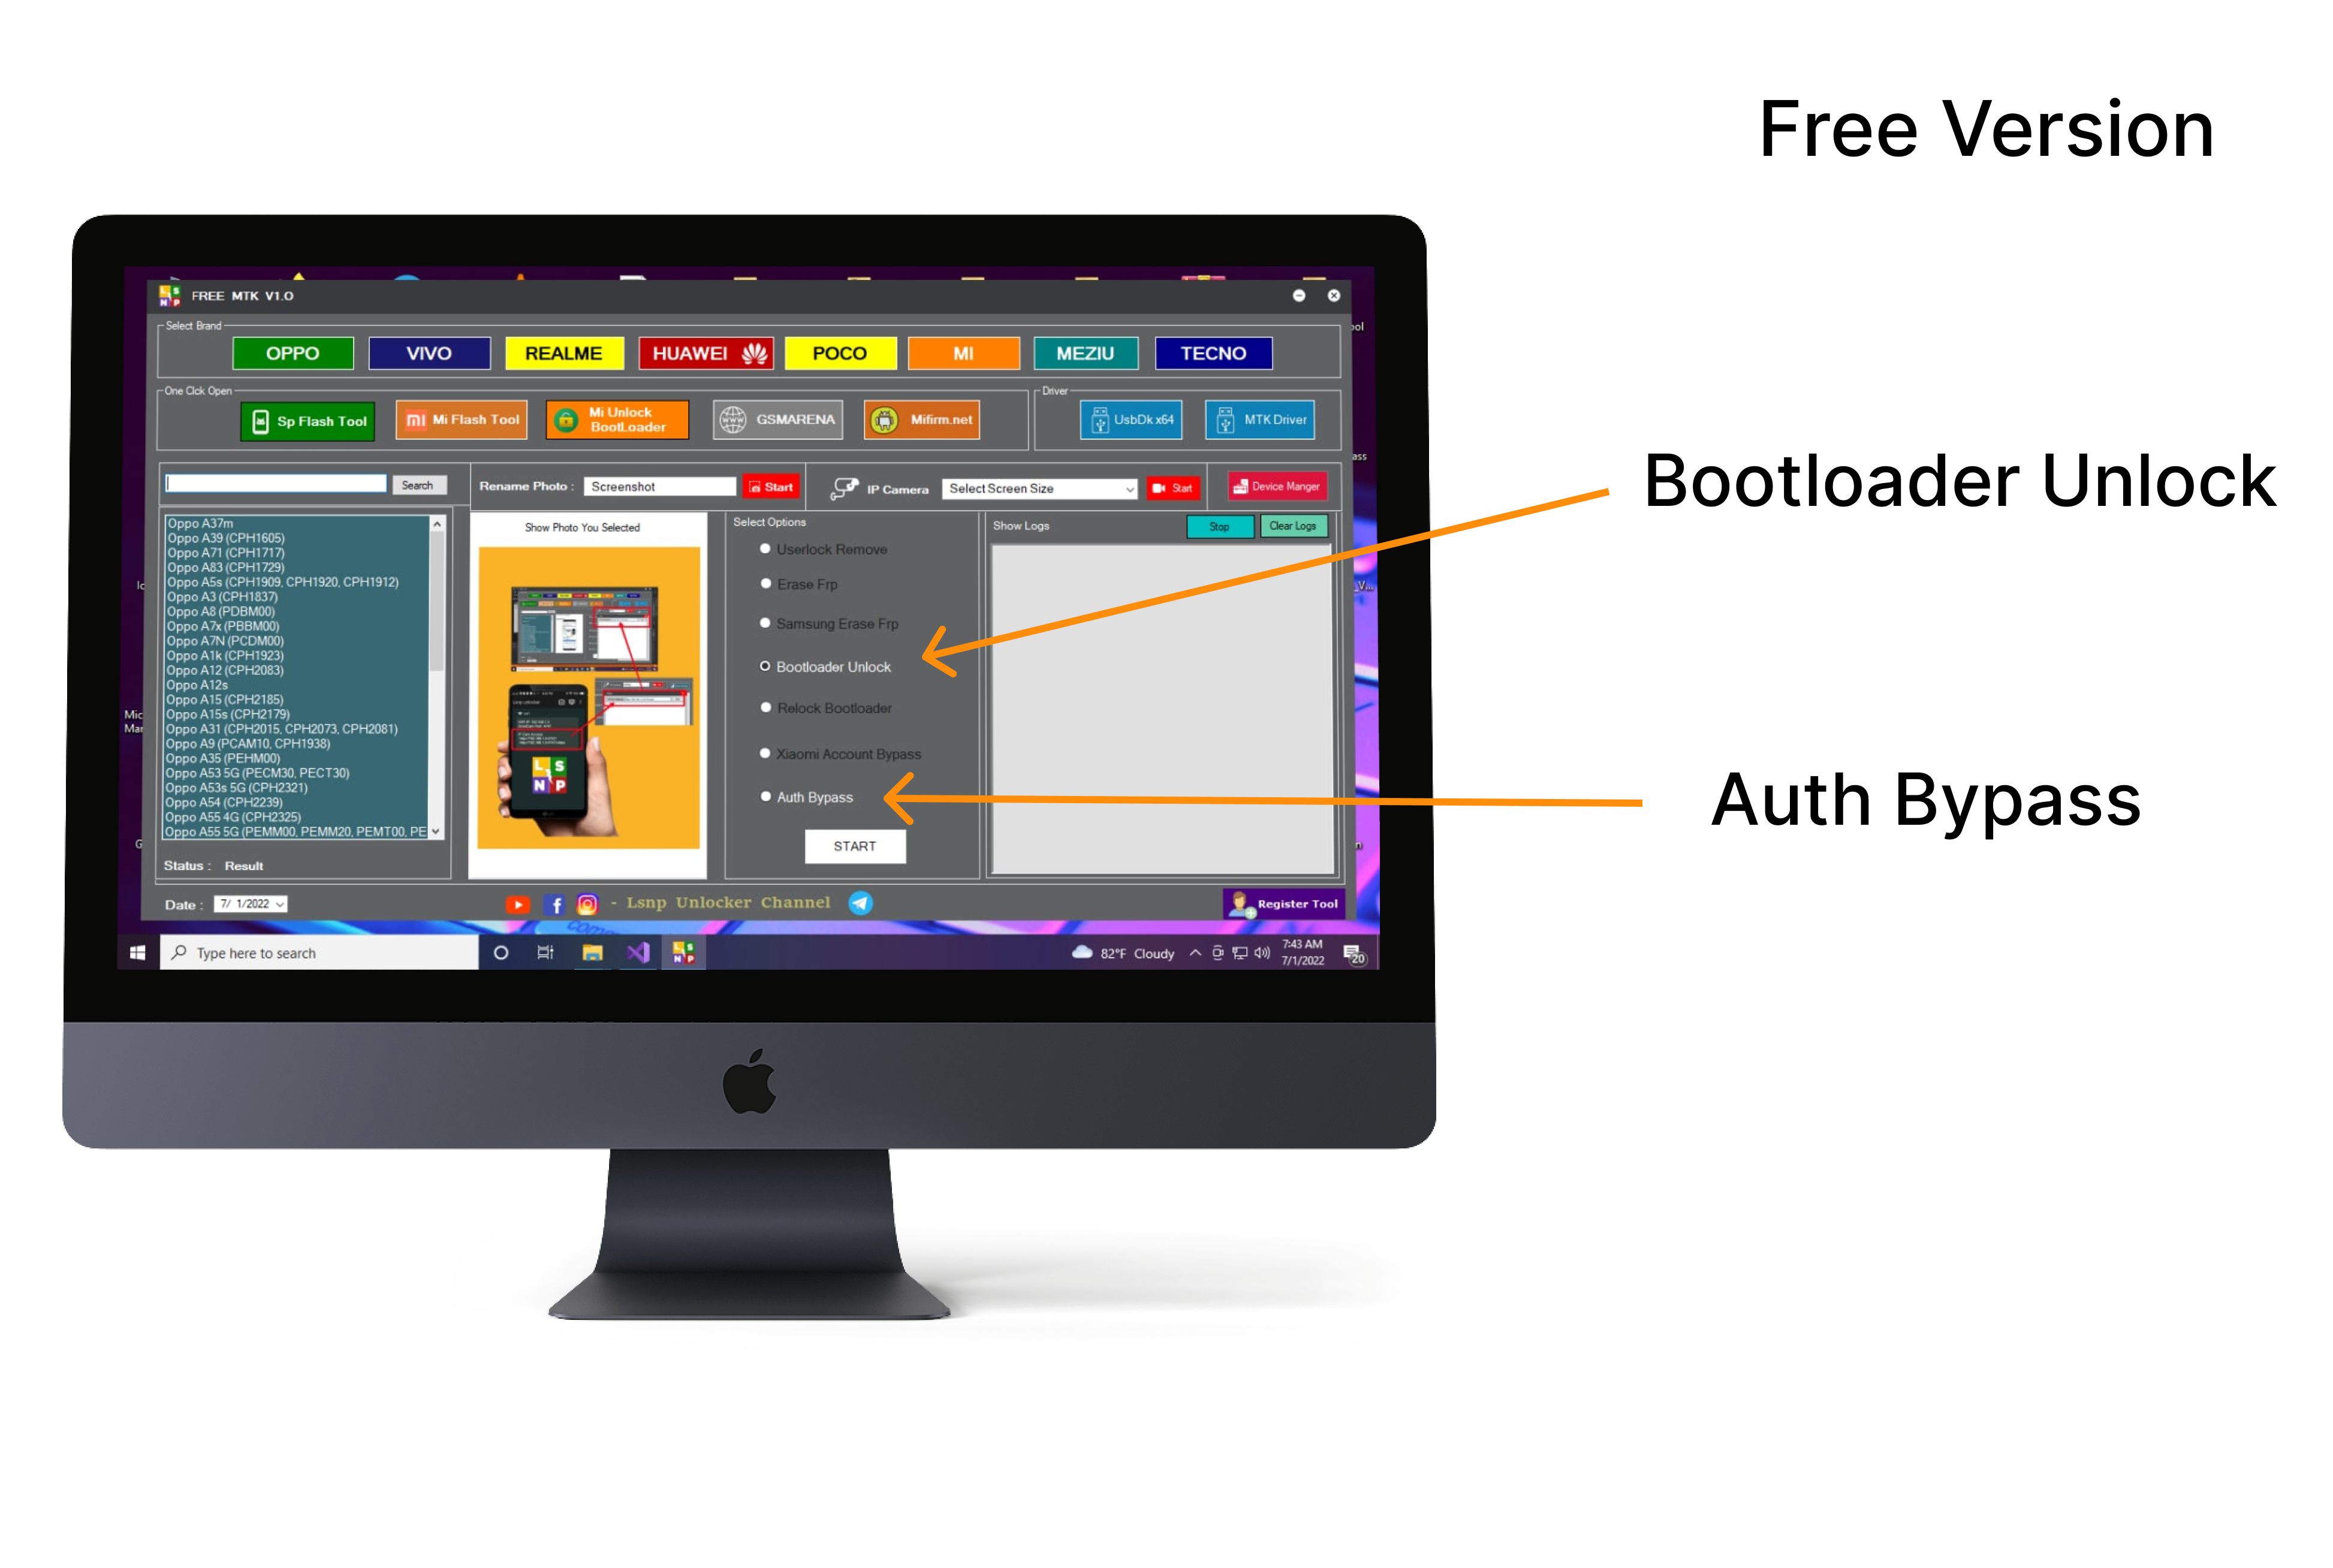 Free Version
FREE MTK V1.O
Select Brand
OPPO
VIVO
REALME
HUAWEI
POCO
MI
MEZIU
TECNO
One Clck Open
Sp Flash Tool
Mi Flash Tool
Mi Unlock
BootLoader
GSMARENA
Mifirm.net
Driver
UsbDk x64
MTK Driver
Search
Rename Photo :
Screenshot
Start
IP Camera
Select Screen Size
Start
Device Manger
Oppo A37m
Oppo A39 (CPH1605)
Oppo A71 (CPH1717)
Oppo A83 (CPH1729)
Oppo A5s (CPH1909, CPH1920, CPH1912)
Oppo A3 (CPH1837)
Oppo A8 (PDBM00)
Oppo A7x (PBBM00)
Oppo A7N (PCDM00)
Oppo A1k (CPH1923)
Oppo A12 (CPH2083)
Oppo A12s
Oppo A15 (CPH2185)
Oppo A15s (CPH2179)
Oppo A31 (CPH2015, CPH2073, CPH2081)
Oppo A9 (PCAM10, CPH1938)
Oppo A35 (PEHM00)
Oppo A53 5G (PECM30, PECT30)
Oppo A53s 5G (CPH2321)
Oppo A54 (CPH2239)
Oppo A55 4G (CPH2325)
Oppo A55 5G (PEMM00, PEMM20, PEMT00, PE
Status : Result
Show Photo You Selected
L S
N P
Select Options
Userlock Remove
Erase Frp
Samsung Erase Frp
Bootloader Unlock
Relock Bootloader
Xiaomi Account Bypass
Auth Bypass
START
Show Logs
Stop
Clear Logs
Date : 7/ 1/2022
- Lsnp Unlocker Channel
Register Tool
Type here to search
82°F Cloudy
7:43 AM
7/1/2022
20
Bootloader Unlock
Auth Bypass